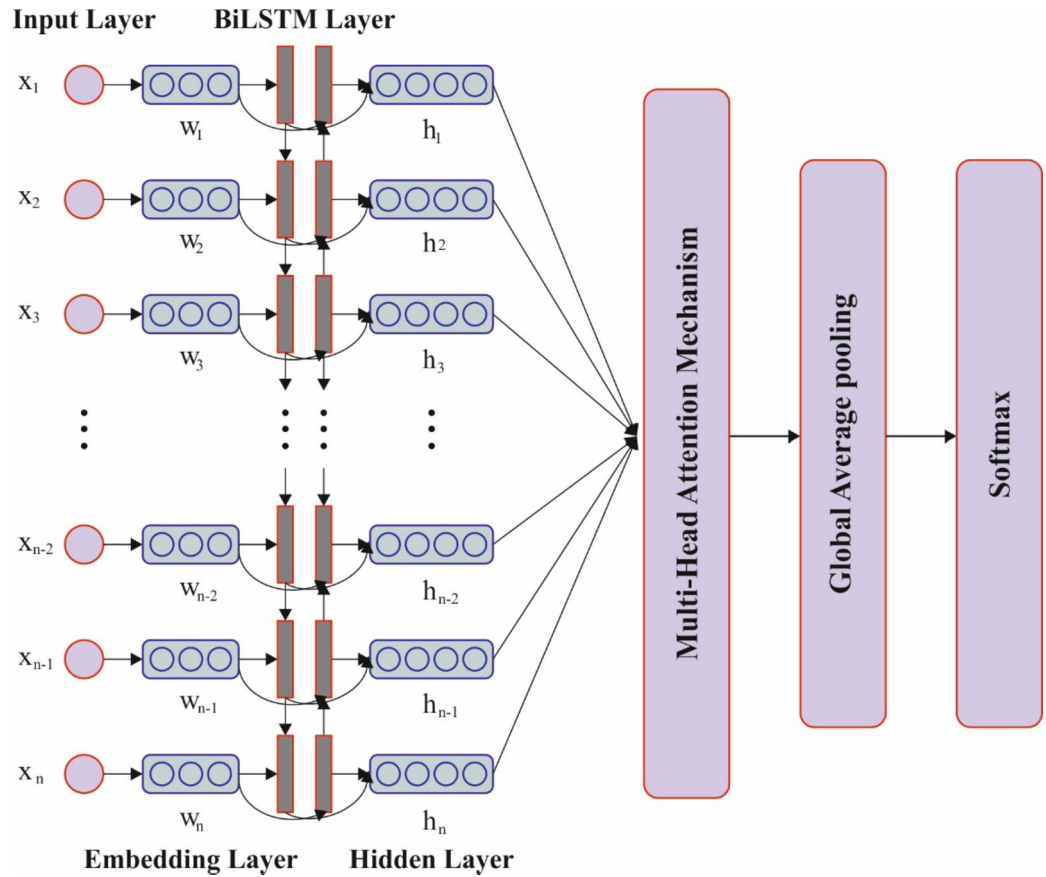 Input Layer BiLSTM Layer
x1
w1 h1
x2
w2 h2
x3
w3 h3
xn-2
wn-2 hn-2
xn-1
wn-1 hn-1
xn
wn hn
Embedding Layer Hidden Layer
Multi-Head Attention Mechanism
Global Average pooling
Softmax